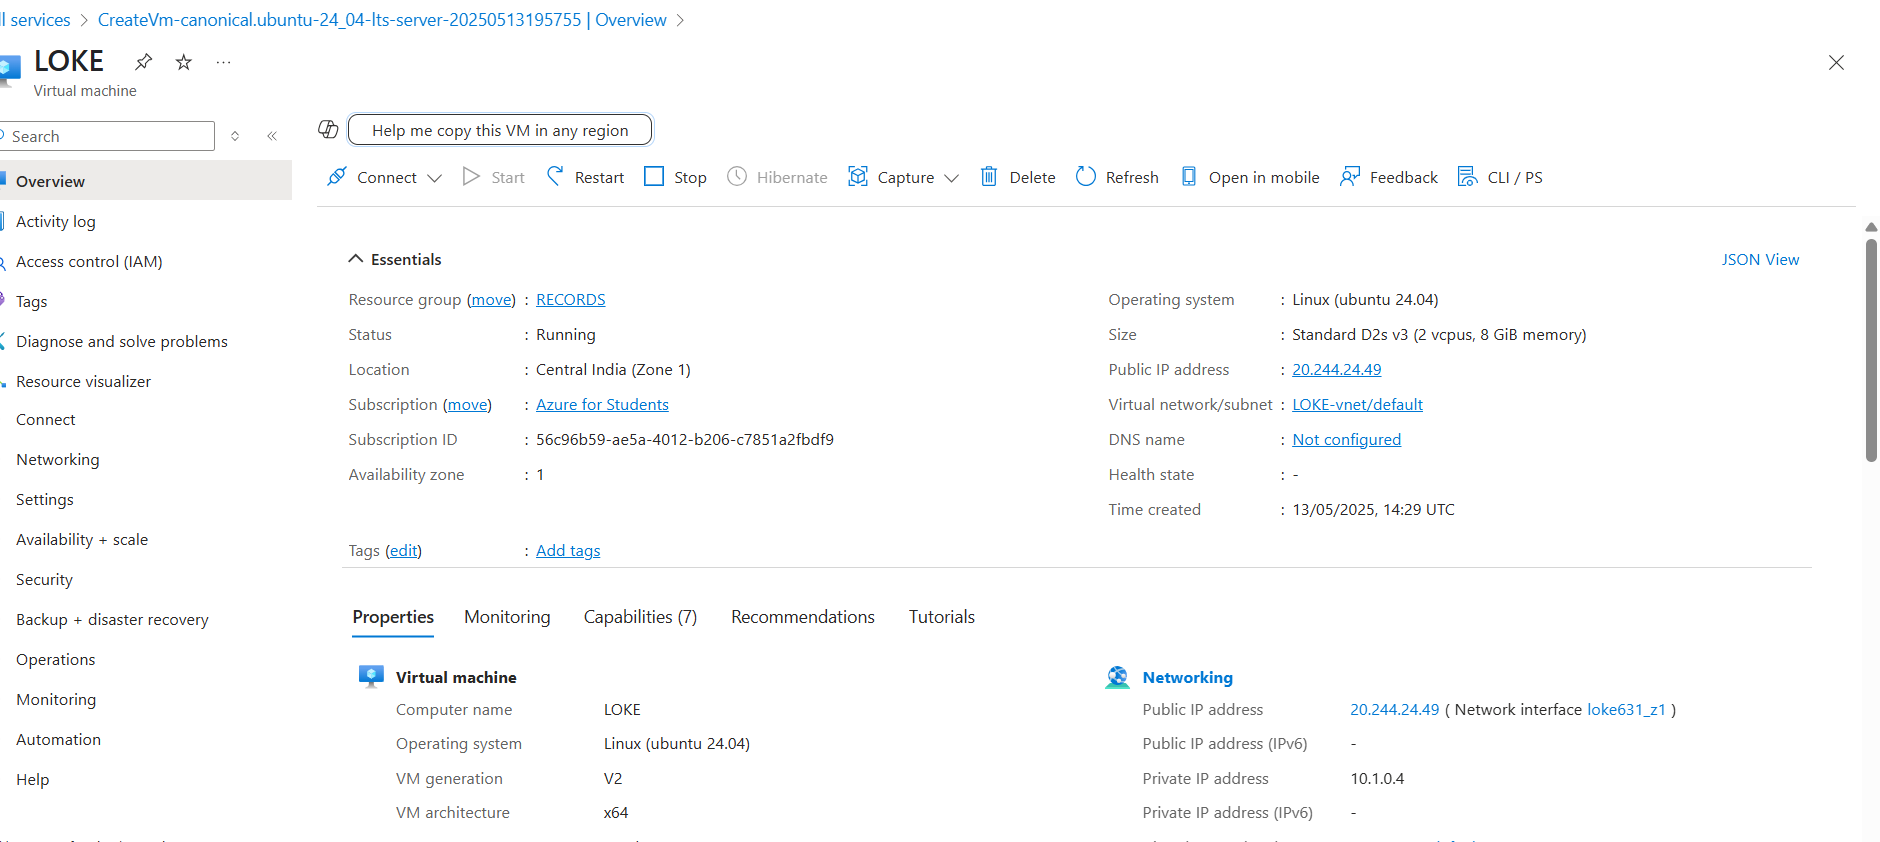 ll services > CreateVm-canonical.ubuntu-24_04-lts-server-20250513195755 | Overview >
LOKE
Virtual machine
Search
Help me copy this VM in any region
Connect Start Restart Stop Hibernate Capture Delete Refresh Open in mobile Feedback CLI / PS
Overview
Activity log
Access control (IAM)
Tags
Diagnose and solve problems
Resource visualizer
Connect
Networking
Settings
Availability + scale
Security
Backup + disaster recovery
Operations
Monitoring
Automation
Help
Essentials
JSON View
Resource group (move) : RECORDS
Status : Running
Location : Central India (Zone 1)
Subscription (move) : Azure for Students
Subscription ID : 56c96b59-ae5a-4012-b206-c7851a2fbdf9
Availability zone : 1
Operating system : Linux (ubuntu 24.04)
Size : Standard D2s v3 (2 vcpus, 8 GiB memory)
Public IP address : 20.244.24.49
Virtual network/subnet : LOKE-vnet/default
DNS name : Not configured
Health state : -
Time created : 13/05/2025, 14:29 UTC
Tags (edit) : Add tags
Properties Monitoring Capabilities (7) Recommendations Tutorials
Virtual machine
Computer name LOKE
Operating system Linux (ubuntu 24.04)
VM generation V2
VM architecture x64
Networking
Public IP address 20.244.24.49 ( Network interface loke631_z1 )
Public IP address (IPv6) -
Private IP address 10.1.0.4
Private IP address (IPv6) -